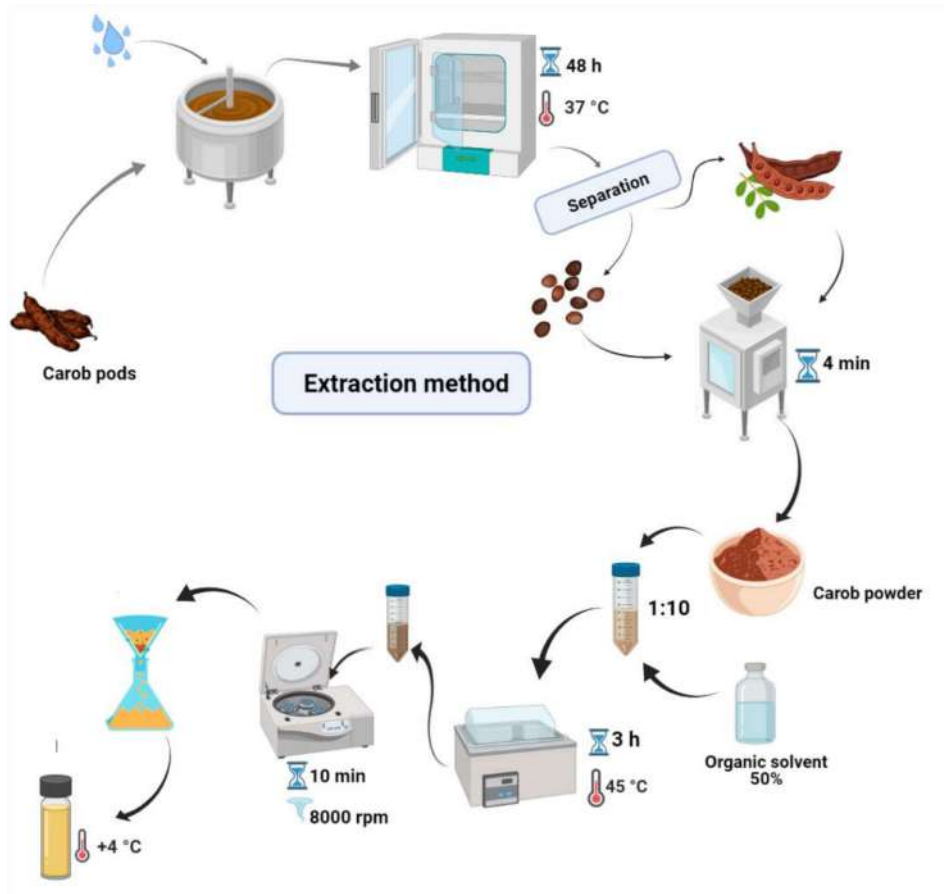 48 h
37 °C
Separation
Carob pods
Extraction method
4 min
Carob powder
1:10
Organic solvent
50%
3 h
45 °C
10 min
8000 rpm
+4 °C